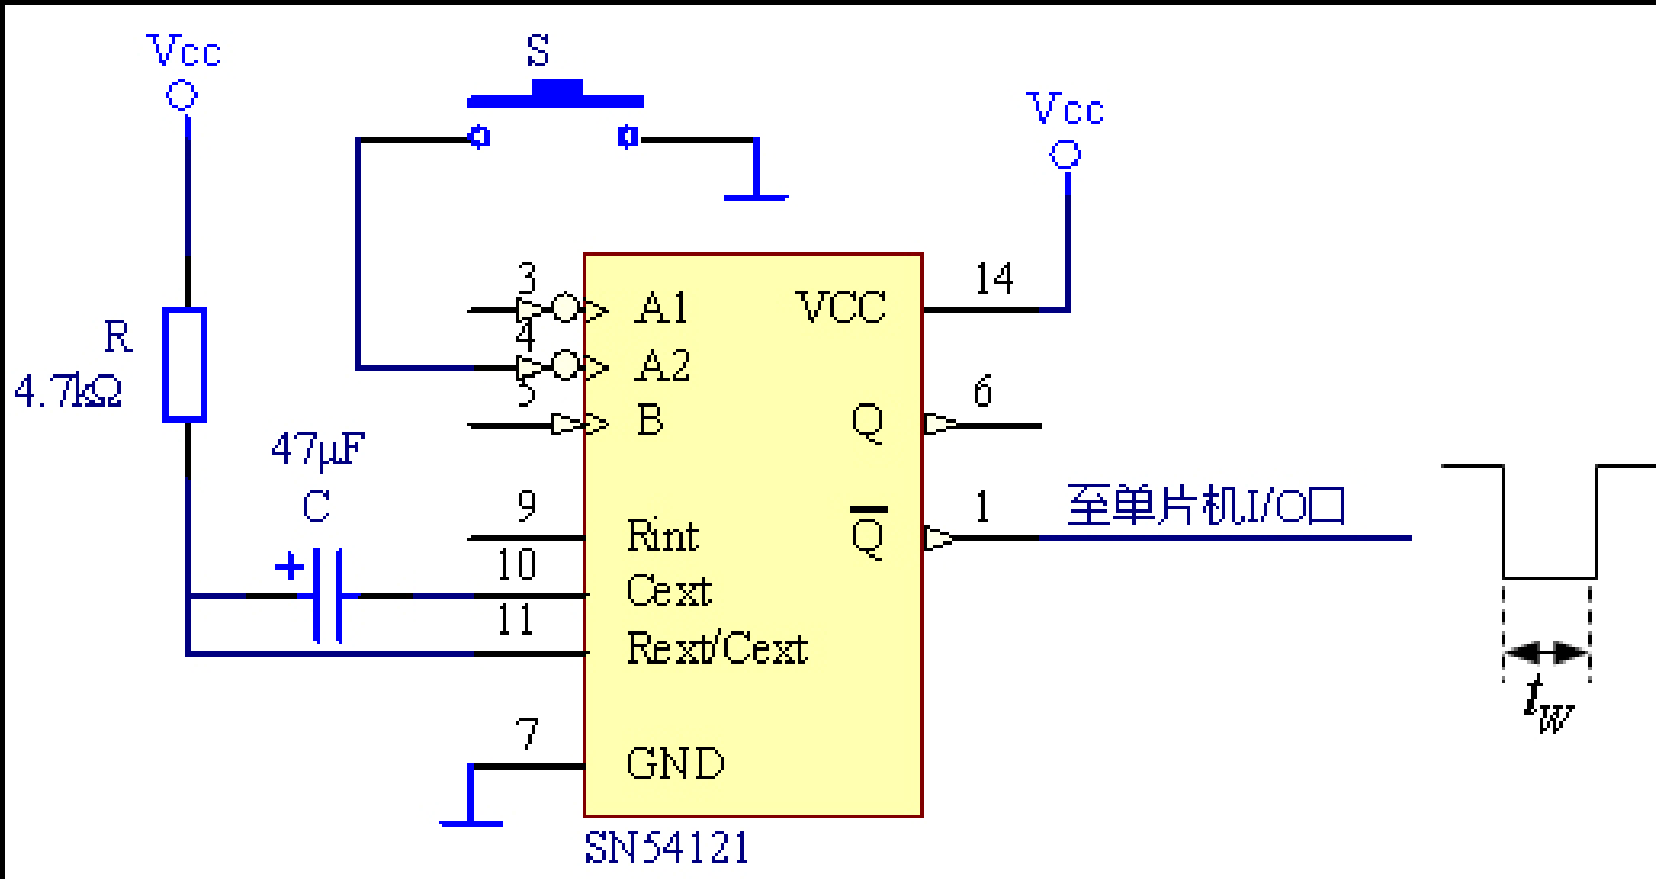 Vcc
S
Vcc
R
4.7kΩ
47μF
C
3
A1
4
A2
5
B
9
Rint
10
Cext
11
Rext/Cext
7
GND
VCC
14
Q
6
Q̅
1
至单片机I/O口
tW
SN54121